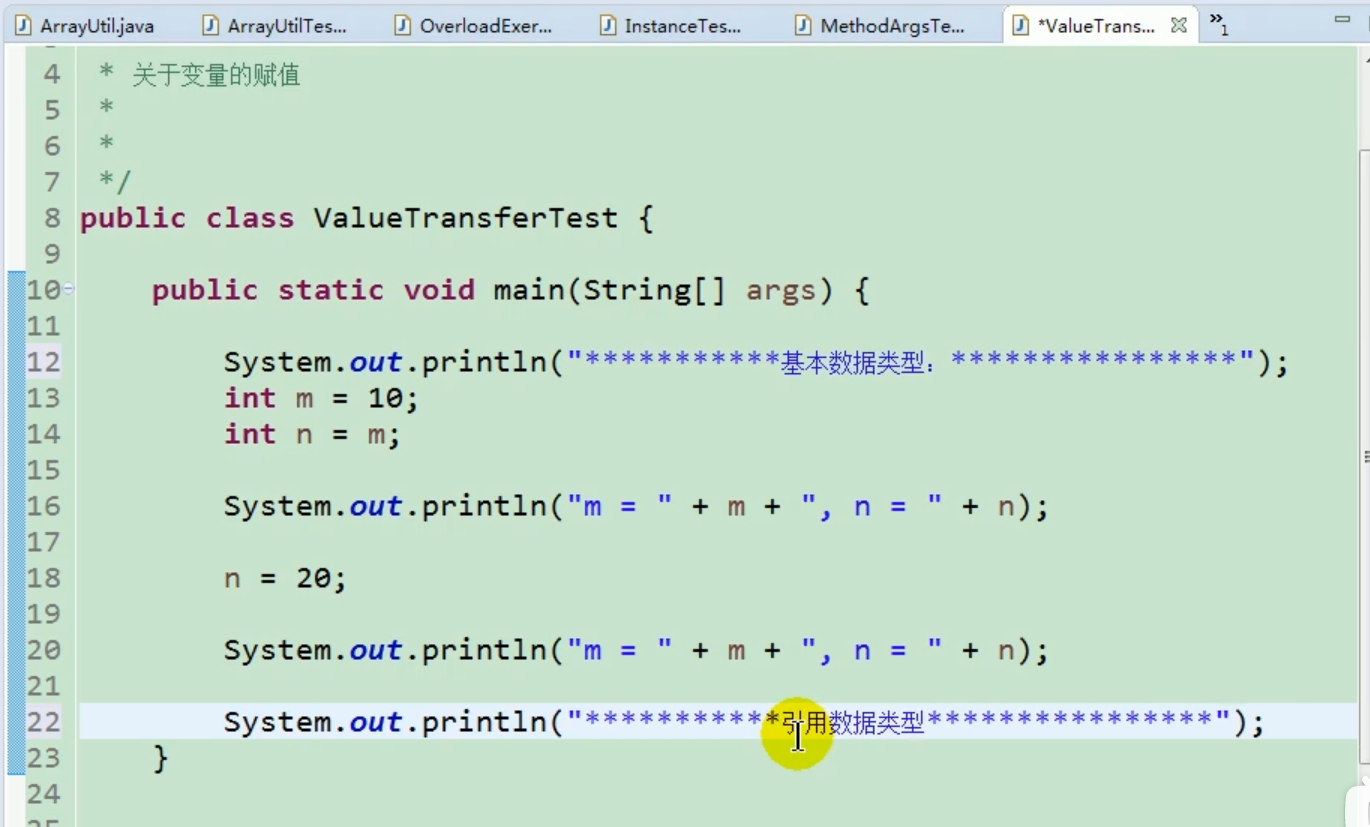 ArrayUtil.java ArrayUtilTes... OverloadExer... InstanceTes... MethodArgsTe... *ValueTrans... »1
4 * 关于变量的赋值
5 *
6 *
7 */
8 public class ValueTransferTest {
9
10 public static void main(String[] args) {
11
12 System.out.println("***********基本数据类型：****************");
13 int m = 10;
14 int n = m;
15
16 System.out.println("m = " + m + ", n = " + n);
17
18 n = 20;
19
20 System.out.println("m = " + m + ", n = " + n);
21
22 System.out.println("***********引用数据类型****************");
23 }
24